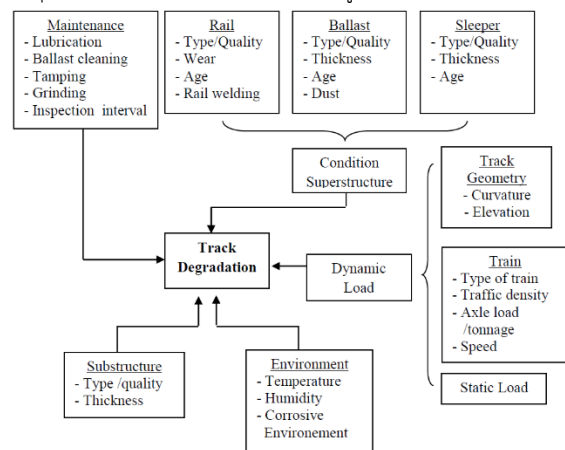 Maintenance
- Lubrication
- Ballast cleaning
- Tamping
- Grinding
- Inspection interval
Rail
- Type/Quality
- Wear
- Age
- Rail welding
Ballast
- Type/Quality
- Thickness
- Age
- Dust
Sleeper
- Type/Quality
- Thickness
- Age
Condition
Superstructure
Track
Geometry
- Curvature
- Elevation
Track
Degradation
Dynamic
Load
Train
- Type of train
- Traffic density
- Axle load
/tonnage
- Speed
Static Load
Substructure
- Type /quality
- Thickness
Environment
- Temperature
- Humidity
- Corrosive
Environement